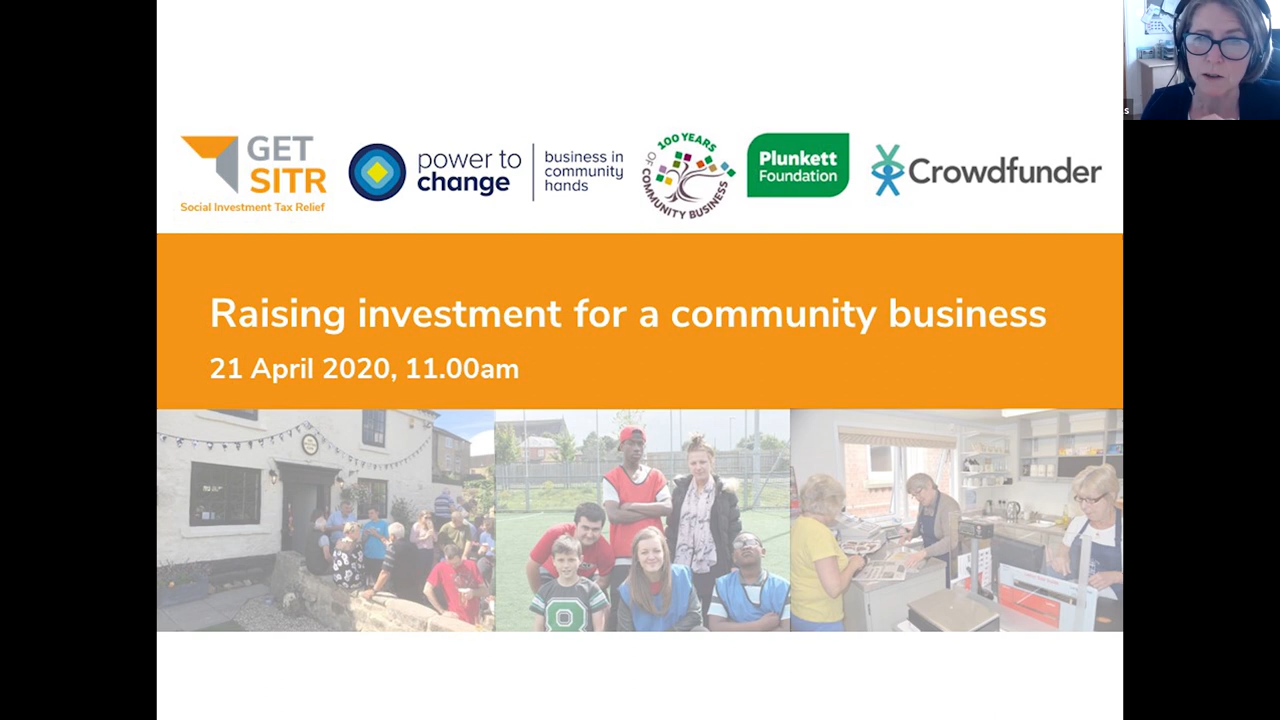 GET
SITR
Social Investment Tax Relief
power to
change
business in
community
hands
100 YEARS
OF COMMUNITY BUSINESS
Plunkett
Foundation
Crowdfunder
Raising investment for a community business
21 April 2020, 11.00am
s